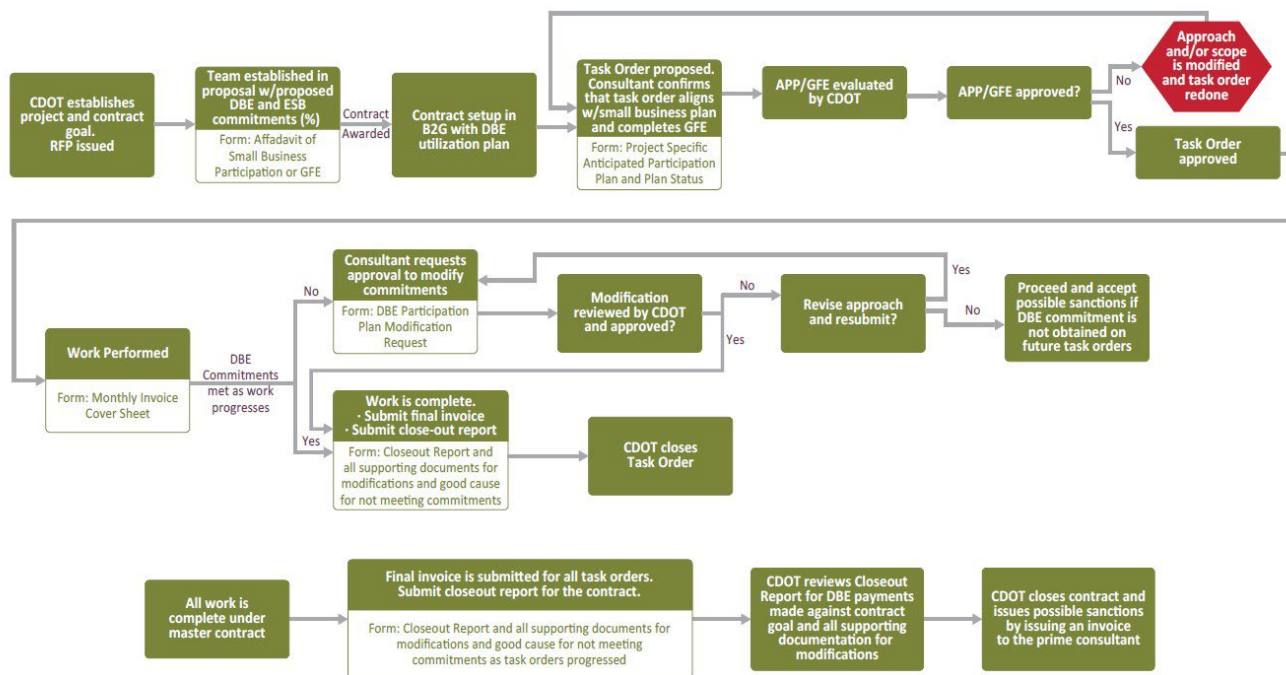 CDOT establishes
project and contract
goal.
RFP issued
Team established in
proposal w/proposed
DBE and ESB
commitments (%)
Form: Affadavit of
Small Business
Participation or GFE
Contract
Awarded
Contract setup in
B2G with DBE
utilization plan
Task Order proposed.
Consultant confirms
that task order aligns
w/small business plan
and completes GFE
Form: Project Specific
Anticipated Participation
Plan and Plan Status
APP/GFE evaluated
by CDOT
APP/GFE approved?
No
Approach
and/or scope
is modified
and task order
redone
Yes
Task Order
approved
Work Performed
Form: Monthly Invoice
Cover Sheet
DBE
Commitments
met as work
progresses
No
Consultant requests
approval to modify
commitments
Form: DBE Participation
Plan Modification
Request
Modification
reviewed by CDOT
and approved?
No
Yes
Revise approach
and resubmit?
Yes
No
Proceed and accept
possible sanctions if
DBE commitment is
not obtained on
future task orders
Yes
Work is complete.
· Submit final invoice
· Submit close-out report
Form: Closeout Report and
all supporting documents for
modifications and good cause
for not meeting commitments
CDOT closes
Task Order
All work is
complete under
master contract
Final invoice is submitted for all task orders.
Submit closeout report for the contract.
Form: Closeout Report and all supporting documents for
modifications and good cause for not meeting
commitments as task orders progressed
CDOT reviews Closeout
Report for DBE payments
made against contract
goal and all supporting
documentation for
modifications
CDOT closes contract and
issues possible sanctions
by issuing an invoice
to the prime consultant